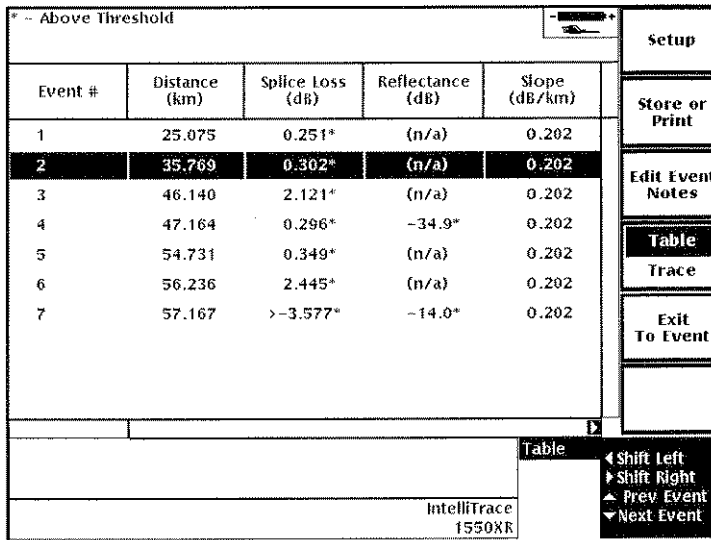 * - Above Threshold
- +
Event # Distance (km) Splice Loss (dB) Reflectance (dB) Slope (dB/km)
1 25.075 0.251* (n/a) 0.202
2 35.769 0.302* (n/a) 0.202
3 46.140 2.121* (n/a) 0.202
4 47.164 0.296* -34.9* 0.202
5 54.731 0.349* (n/a) 0.202
6 56.236 2.445* (n/a) 0.202
7 57.167 >-3.577* -14.0* 0.202
Setup
Store or
Print
Edit Event
Notes
Table
Trace
Exit
To Event
Table
Shift Left
Shift Right
Prev Event
Next Event
IntelliTrace
1550XR